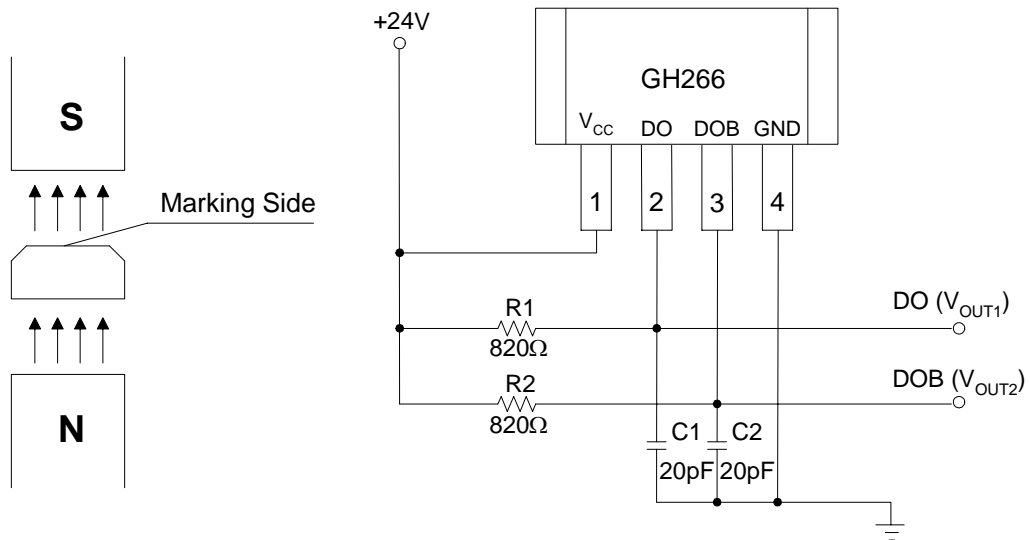 S
Marking Side
N
+24V
GH266
VCC DO DOB GND
1 2 3 4
R1
820Ω
DO (VOUT1)
R2
820Ω
DOB (VOUT2)
C1 C2
20pF 20pF